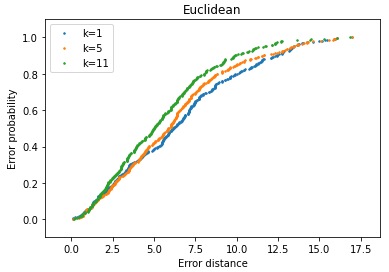 Euclidean
k=1
k=5
k=11
Error probability
1.0
0.8
0.6
0.4
0.2
0.0
0.0 2.5 5.0 7.5 10.0 12.5 15.0 17.5
Error distance